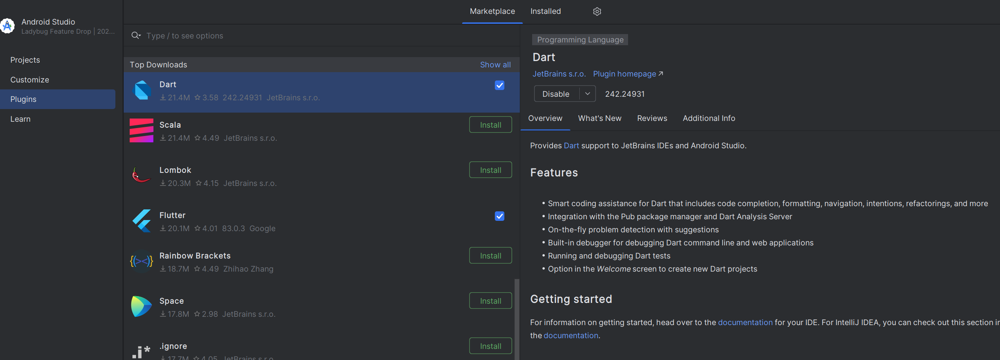 Marketplace
Installed
Android Studio
Ladybug Feature Drop | 202...
Projects
Customize
Plugins
Learn
Type / to see options
Top Downloads
Show all
Dart
21.4M 3.58 242.24931 JetBrains s.r.o.
Scala
21.4M 4.49 JetBrains s.r.o.
Install
Lombok
20.3M 4.15 JetBrains s.r.o.
Install
Flutter
20.1M 4.01 83.0.3 Google
Rainbow Brackets
18.7M 4.49 Zhihao Zhang
Install
Space
17.8M 2.98 JetBrains s.r.o.
Install
.ignore
17.7M 4.05 JetBrains s.r.o.
Install
Programming Language
Dart
JetBrains s.r.o. Plugin homepage
Disable 242.24931
Overview What's New Reviews Additional Info
Provides Dart support to JetBrains IDEs and Android Studio.
Features
• Smart coding assistance for Dart that includes code completion, formatting, navigation, intentions, refactorings, and more
• Integration with the Pub package manager and Dart Analysis Server
• On-the-fly problem detection with suggestions
• Built-in debugger for debugging Dart command line and web applications
• Running and debugging Dart tests
• Option in the Welcome screen to create new Dart projects
Getting started
For information on getting started, head over to the documentation for your IDE. For IntelliJ IDEA, you can check out this section in
the documentation.